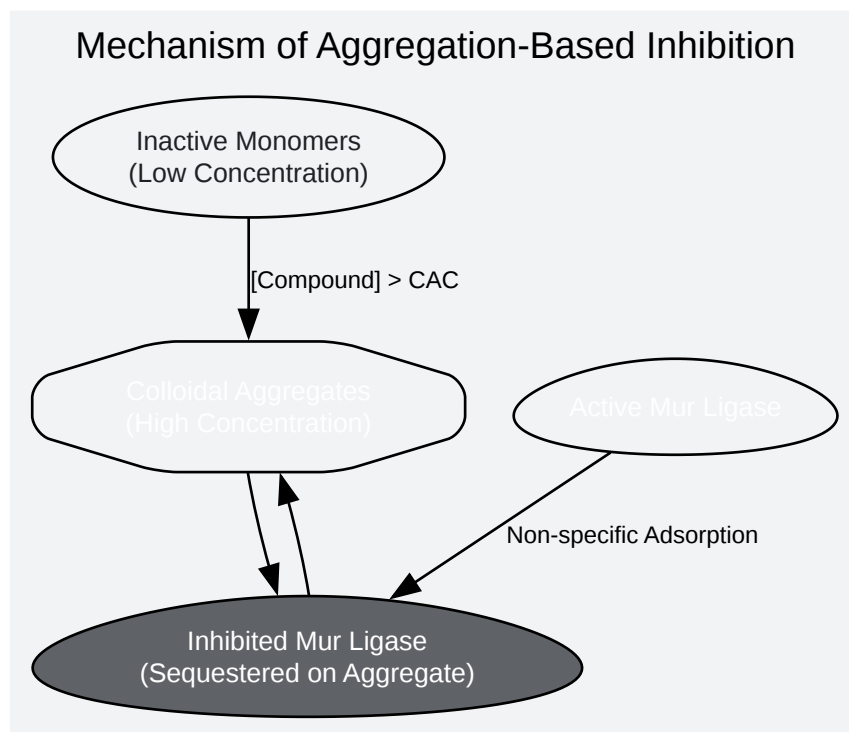 Mechanism of Aggregation-Based Inhibition
Inactive Monomers
(Low Concentration)
[Compound] > CAC
Colloidal Aggregates
(High Concentration)
Active Mur Ligase
Non-specific Adsorption
Inhibited Mur Ligase
(Sequestered on Aggregate)